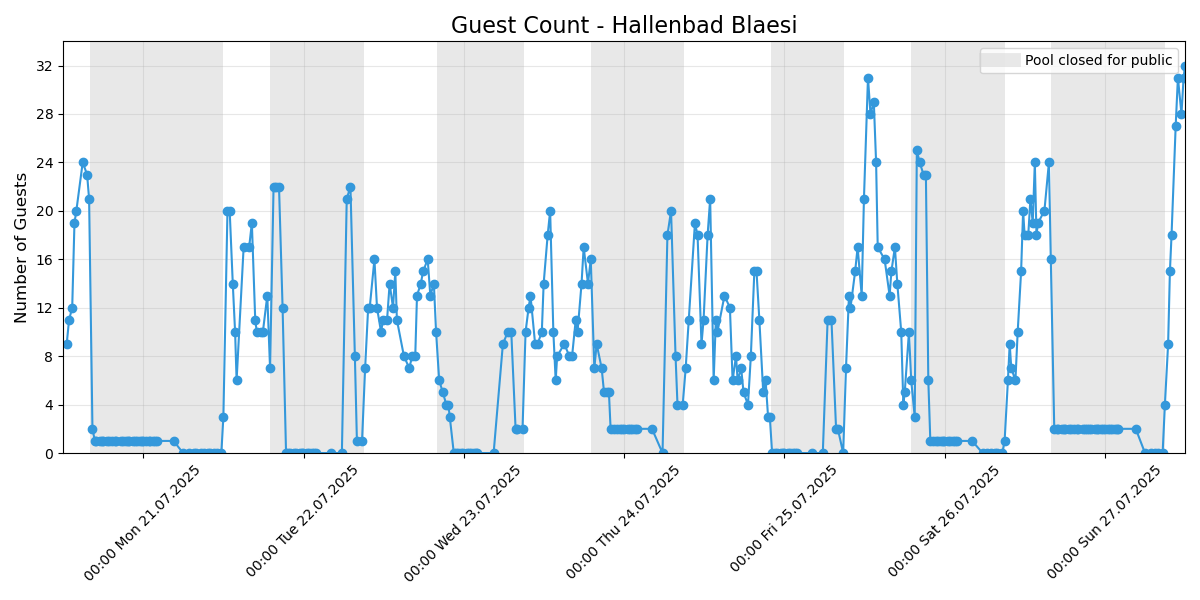 Guest Count - Hallenbad Blaesi
Pool closed for public
Number of Guests
32
28
24
20
16
12
8
4
0
00:00 Mon 21.07.2025
00:00 Tue 22.07.2025
00:00 Wed 23.07.2025
00:00 Thu 24.07.2025
00:00 Fri 25.07.2025
00:00 Sat 26.07.2025
00:00 Sun 27.07.2025